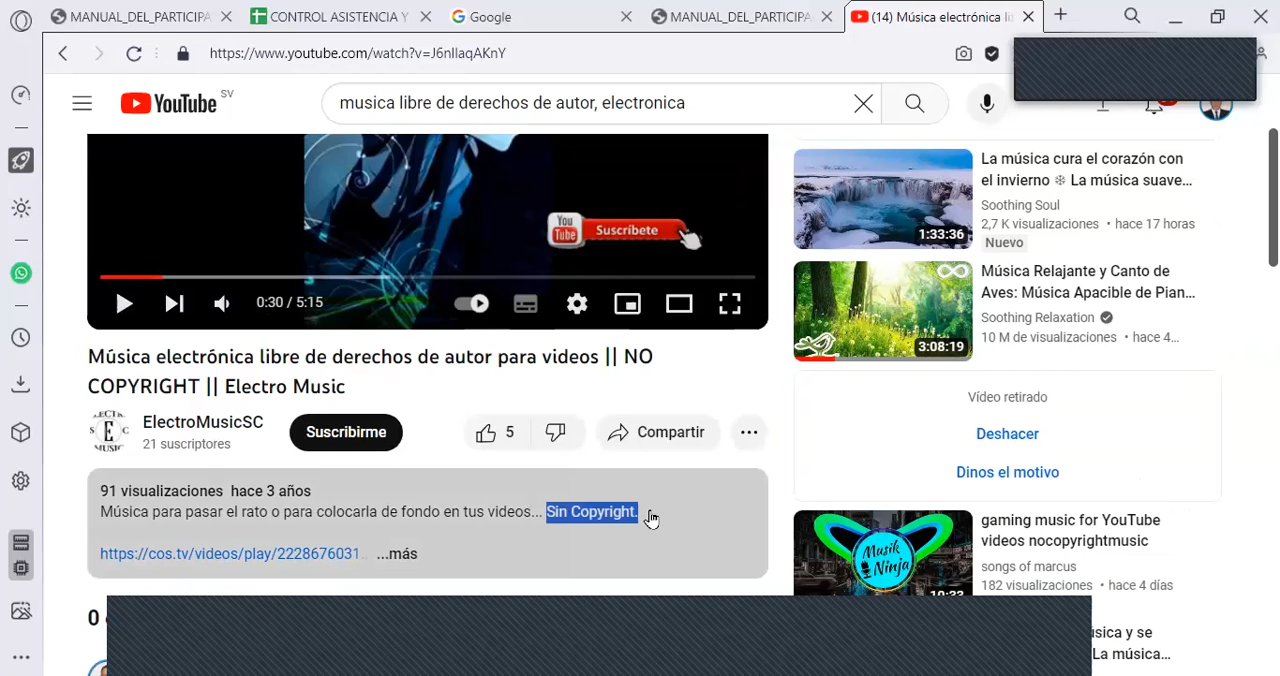 MANUAL_DEL_PARTICIPA
CONTROL ASISTENCIA Y
Google
MANUAL_DEL_PARTICIPA
(14) Música electrónica li
https://www.youtube.com/watch?v=J6nIlaqAKnY
YouTube SV
musica libre de derechos de autor, electronica
You Tube Suscríbete
0:30 / 5:15
Música electrónica libre de derechos de autor para videos || NO
COPYRIGHT || Electro Music
E
MUSIC
ElectroMusicSC
21 suscriptores
Suscribirme
5
Compartir
91 visualizaciones hace 3 años
Música para pasar el rato o para colocarla de fondo en tus videos... Sin Copyright.
https://cos.tv/videos/play/2228676031... ...más
0
1:33:36
La música cura el corazón con
el invierno ❄ La música suave...
Soothing Soul
2,7 K visualizaciones • hace 17 horas
Nuevo
3:08:19
Música Relajante y Canto de
Aves: Música Apacible de Pian...
Soothing Relaxation
10 M de visualizaciones • hace 4...
Vídeo retirado
Deshacer
Dinos el motivo
Musik
Ninja
10:33
gaming music for YouTube
videos nocopyrightmusic
songs of marcus
182 visualizaciones • hace 4 días
y se
La música...